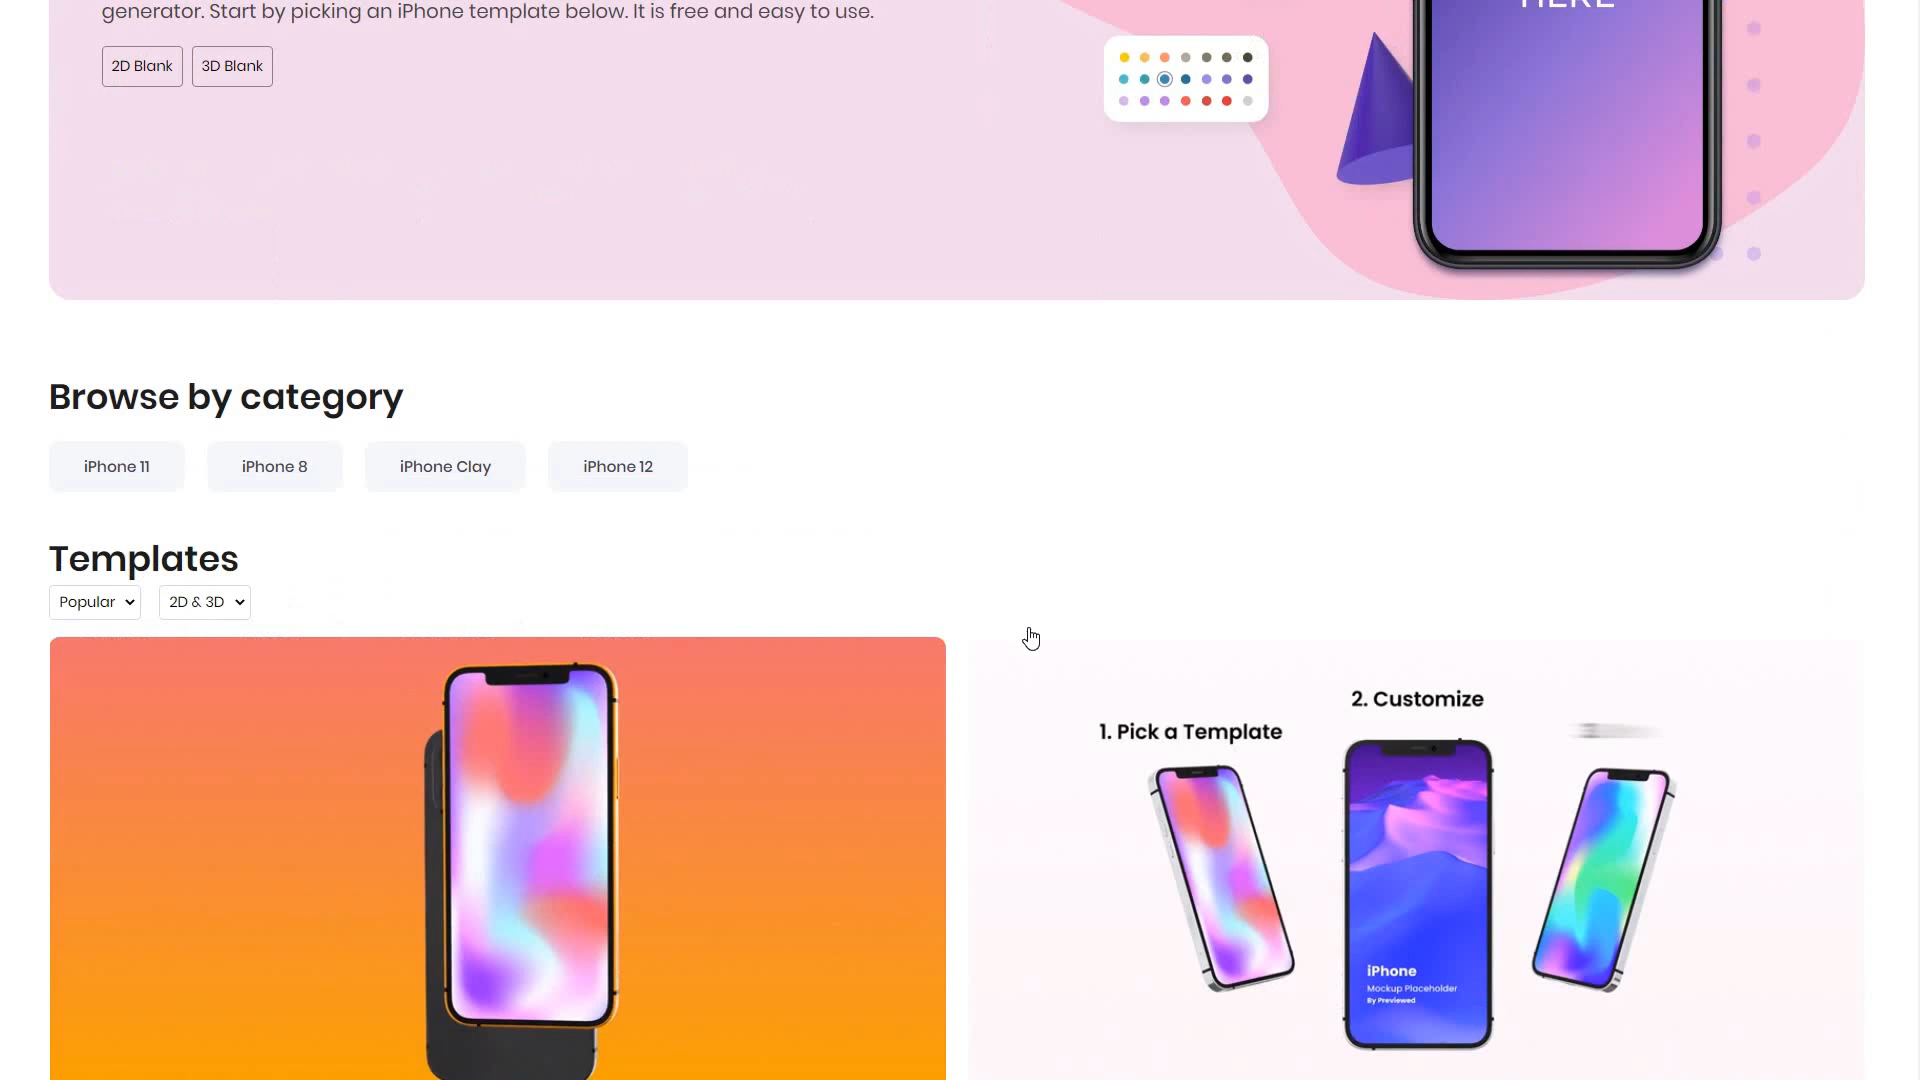 generator. Start by picking an iPhone template below. It is free and easy to use.
2D Blank
3D Blank
Browse by category
iPhone 11
iPhone 8
iPhone Clay
iPhone 12
Templates
Popular
2D & 3D
2. Customize
1. Pick a Template
iPhone
Mockup Placeholder
By Previewed